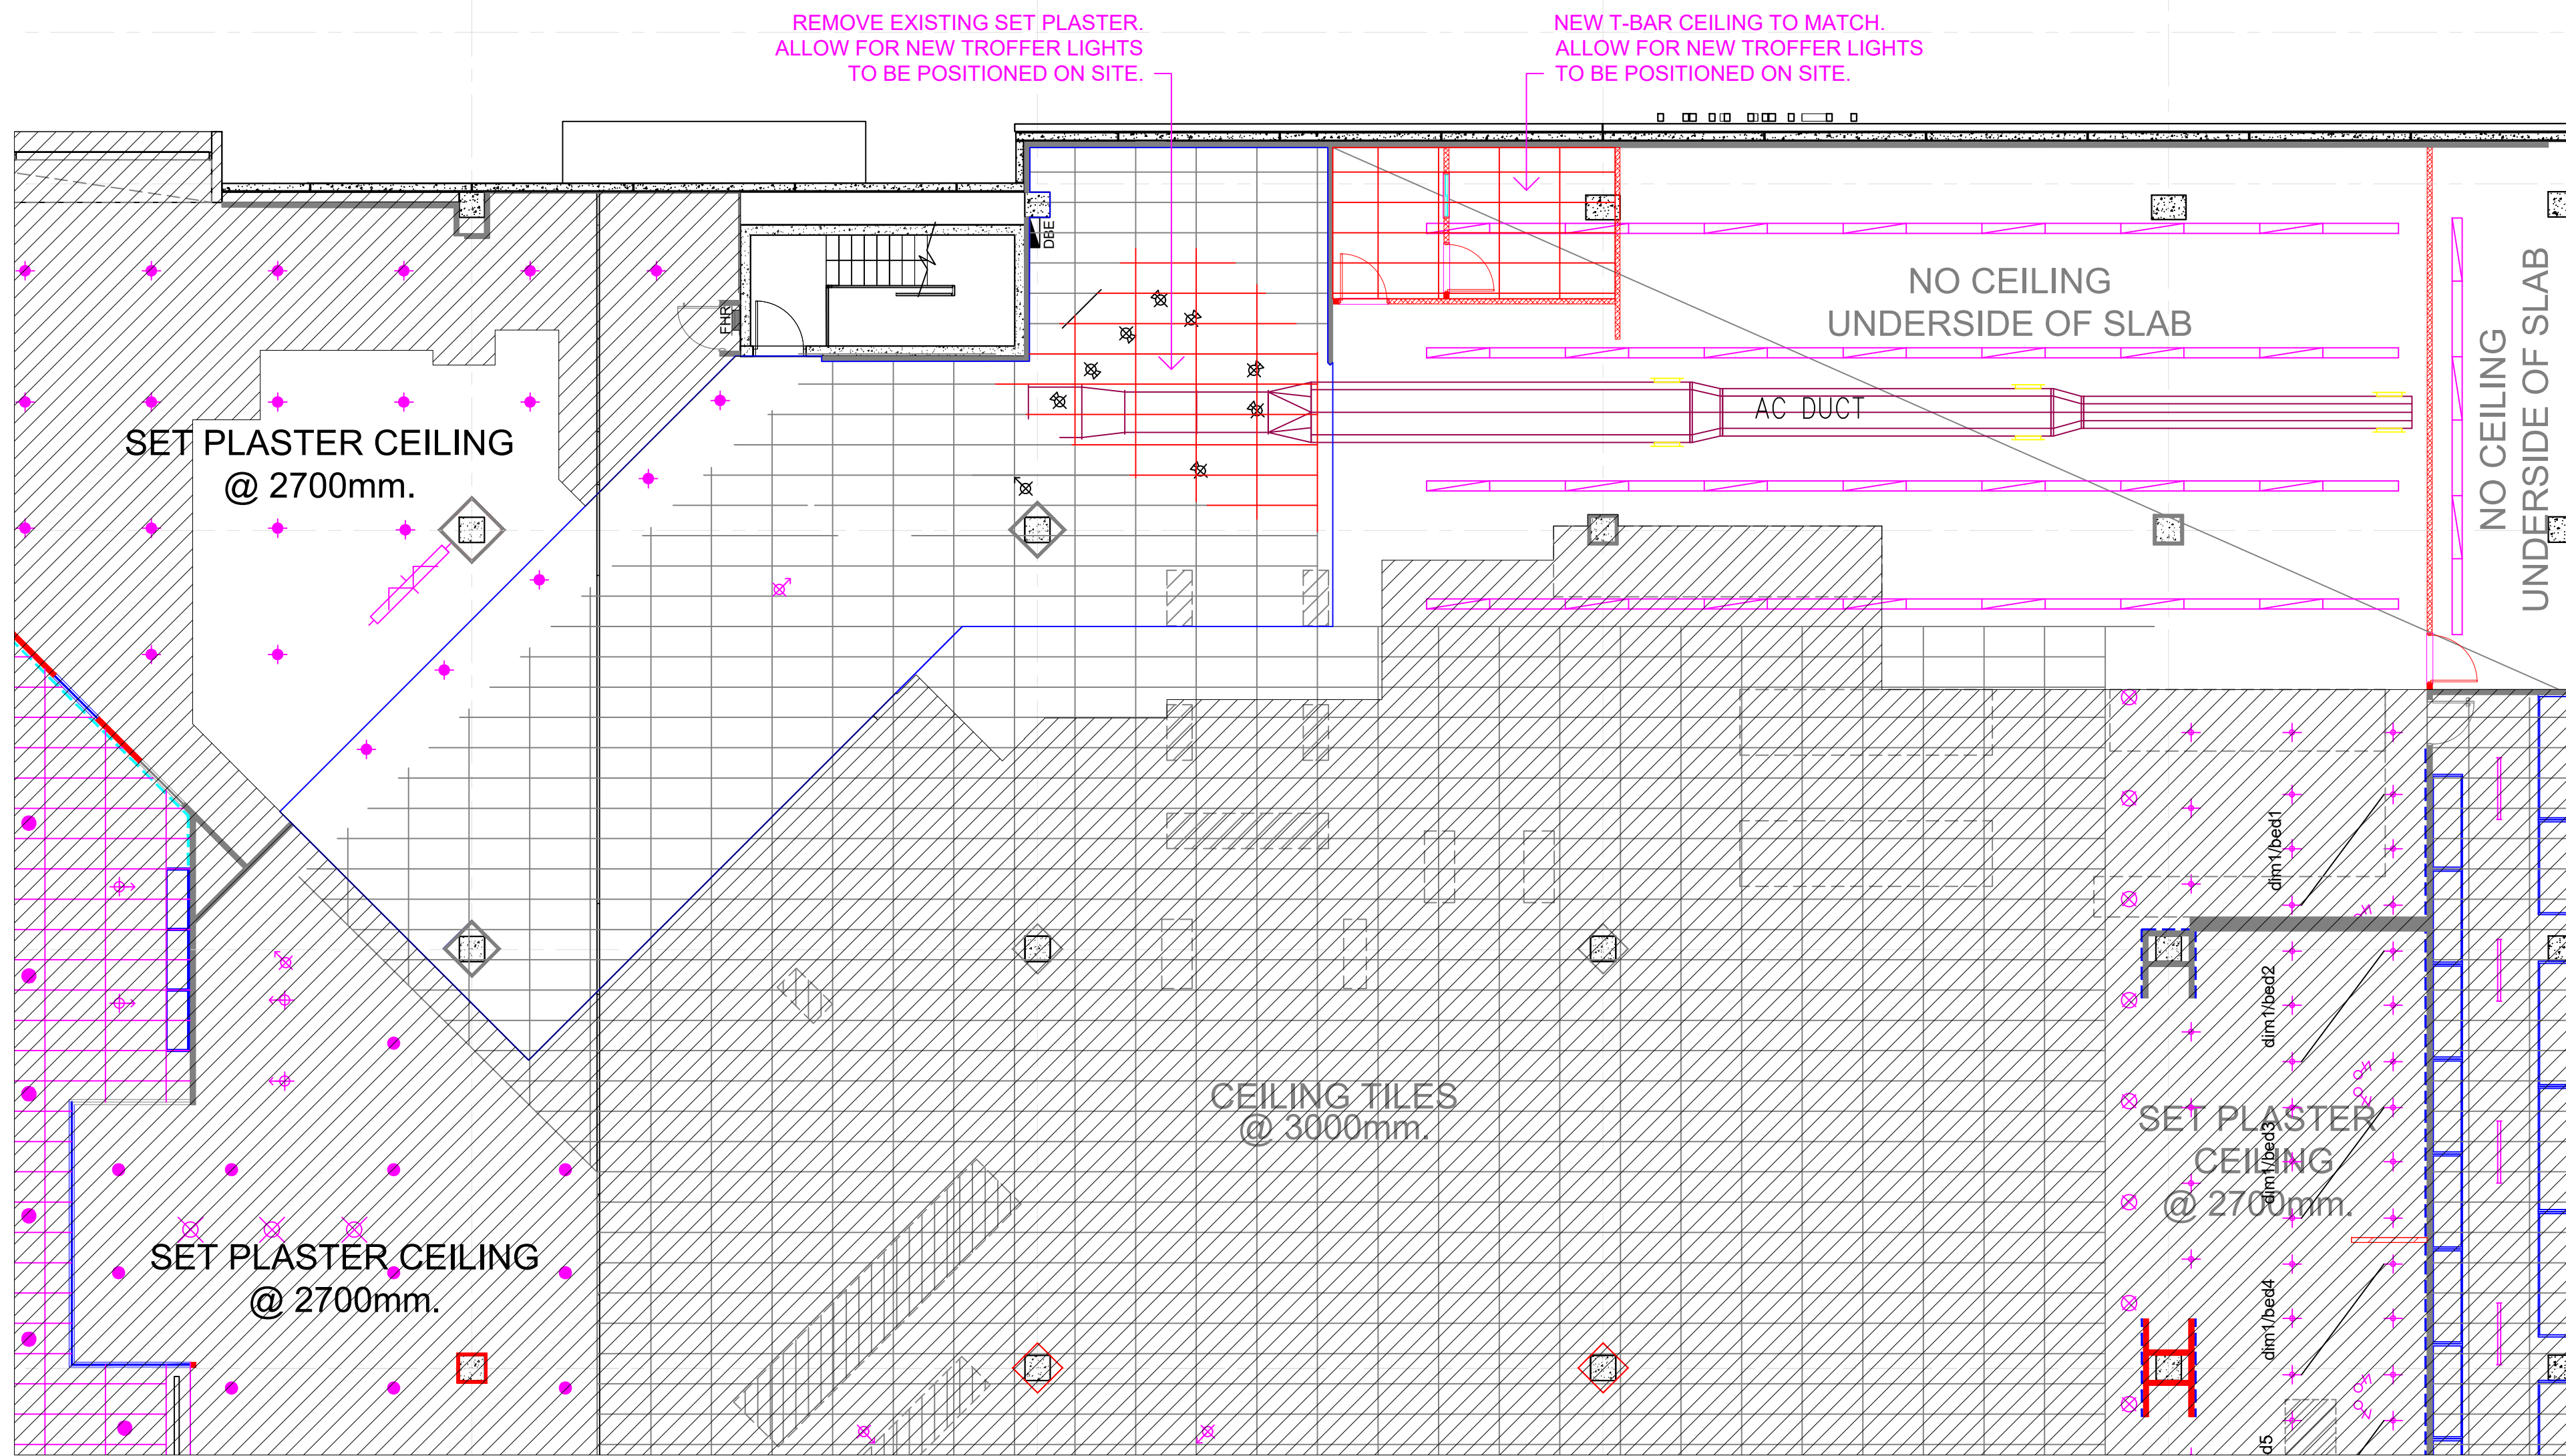 REMOVE EXISTING SET PLASTER.
ALLOW FOR NEW TROFFER LIGHTS
TO BE POSITIONED ON SITE.
NEW T-BAR CEILING TO MATCH.
ALLOW FOR NEW TROFFER LIGHTS
TO BE POSITIONED ON SITE.
DBE
FHR
NO CEILING
UNDERSIDE OF SLAB
NO CEILING
UNDERSIDE OF SLAB
AC DUCT
SET PLASTER CEILING
@ 2700mm.
dim1/bed1
dim1/bed2
CEILING TILES
@ 3000mm.
SET PLASTER
CEILING
@ 2700mm.
dim1/bed3
SET PLASTER CEILING
@ 2700mm.
dim1/bed4
d5